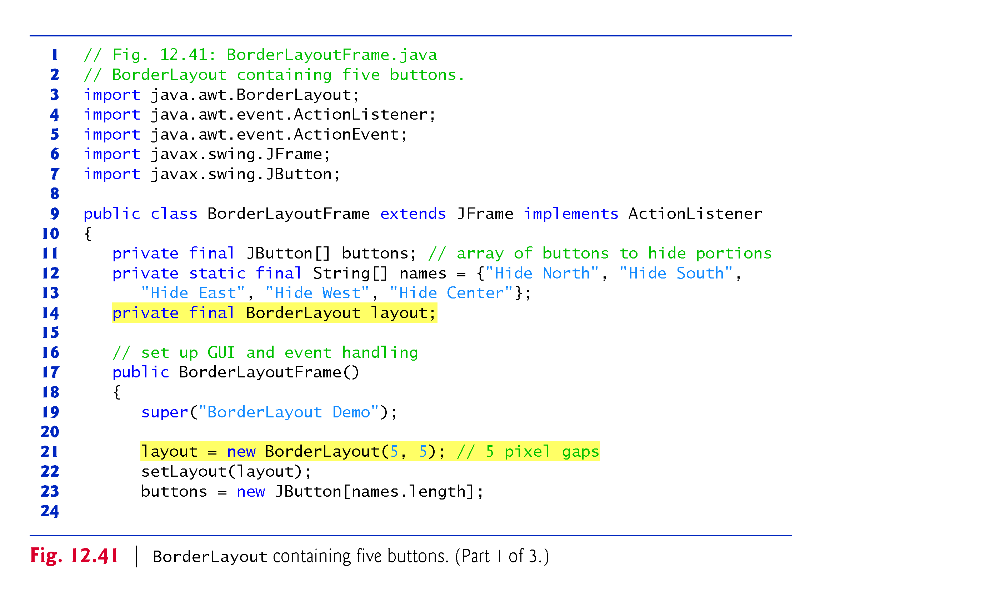 1 // Fig. 12.41: BorderLayoutFrame.java
2 // BorderLayout containing five buttons.
3 import java.awt.BorderLayout;
4 import java.awt.event.ActionListener;
5 import java.awt.event.ActionEvent;
6 import javax.swing.JFrame;
7 import javax.swing.JButton;
8
9 public class BorderLayoutFrame extends JFrame implements ActionListener
10 {
11    private final JButton[] buttons; // array of buttons to hide portions
12    private static final String[] names = {"Hide North", "Hide South",
13       "Hide East", "Hide West", "Hide Center"};
14    private final BorderLayout layout;
15
16    // set up GUI and event handling
17    public BorderLayoutFrame()
18    {
19       super("BorderLayout Demo");
20
21       layout = new BorderLayout(5, 5); // 5 pixel gaps
22       setLayout(layout);
23       buttons = new JButton[names.length];
24
Fig. 12.41 | BorderLayout containing five buttons. (Part 1 of 3.)